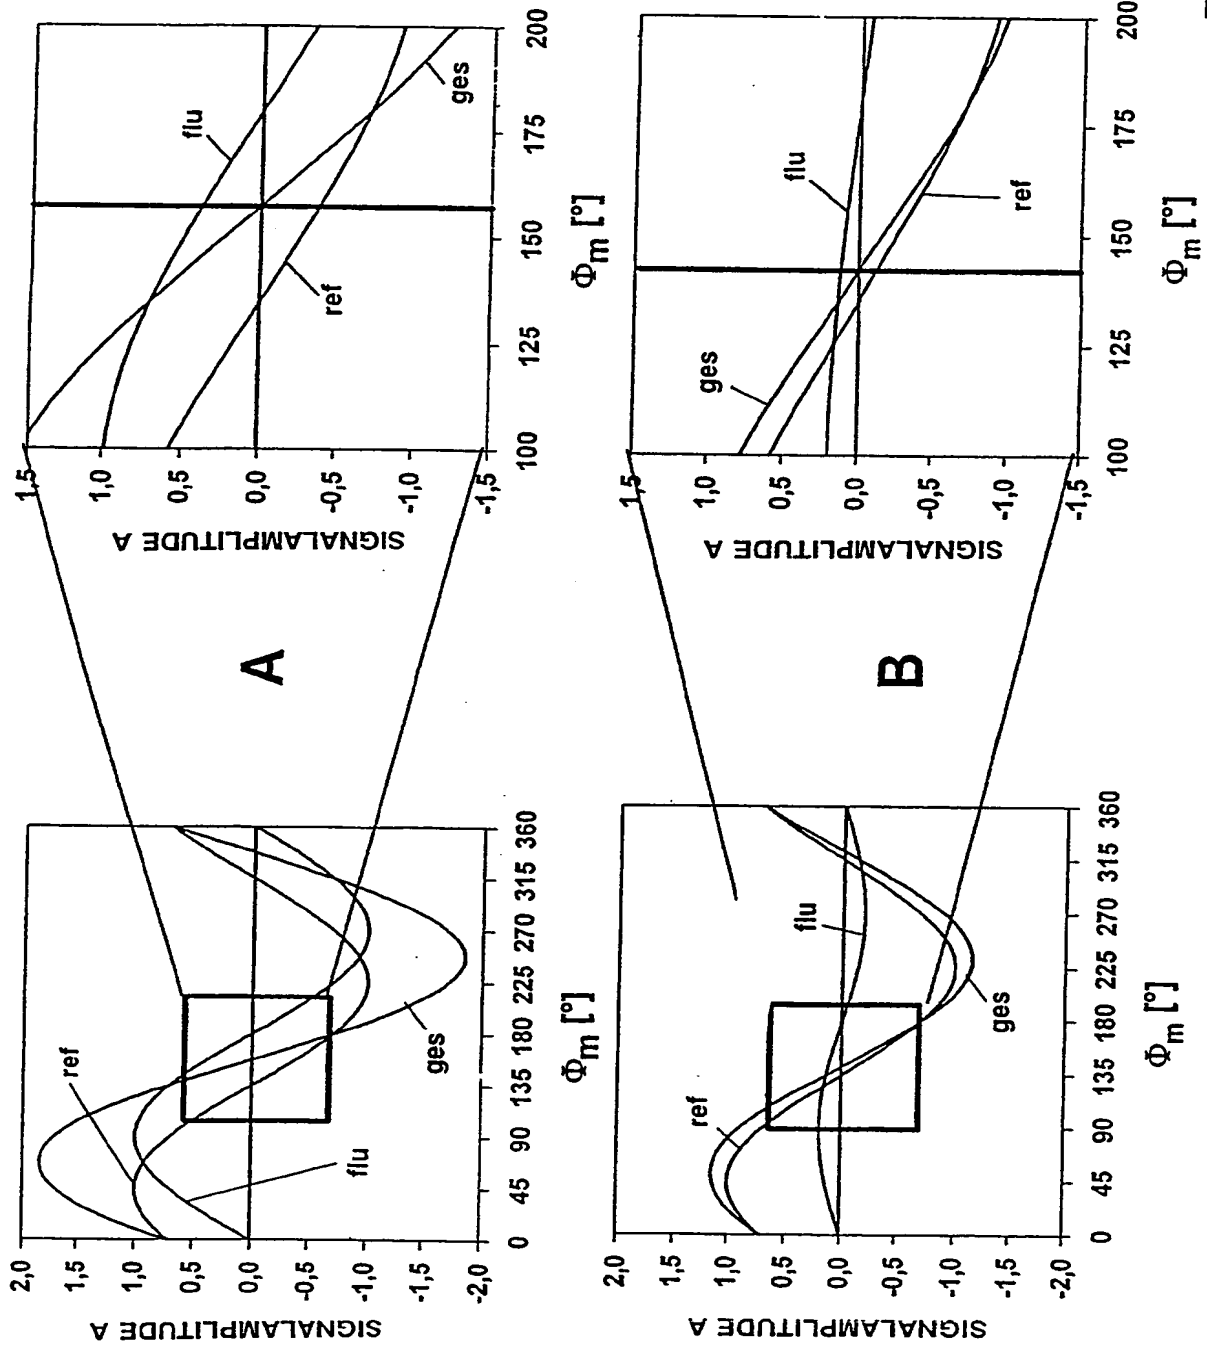 SIGNALAMPLITUDE A
2,0
1,5
1,0
0,5
0,0
-0,5
-1,0
-1,5
-2,0
0
45
90
135
180
225
270
315
360
Φm [°]
ref
flu
ges
A
SIGNALAMPLITUDE A
1,5
1,0
0,5
0,0
-0,5
-1,0
-1,5
100
125
150
175
200
Φm [°]
flu
ref
ges
SIGNALAMPLITUDE A
2,0
1,5
1,0
0,5
0,0
-0,5
-1,0
-1,5
-2,0
0
45
90
135
180
225
270
315
360
Φm [°]
ref
flu
ges
B
SIGNALAMPLITUDE A
1,5
1,0
0,5
0,0
-0,5
-1,0
-1,5
100
125
150
175
200
Φm [°]
ges
flu
ref